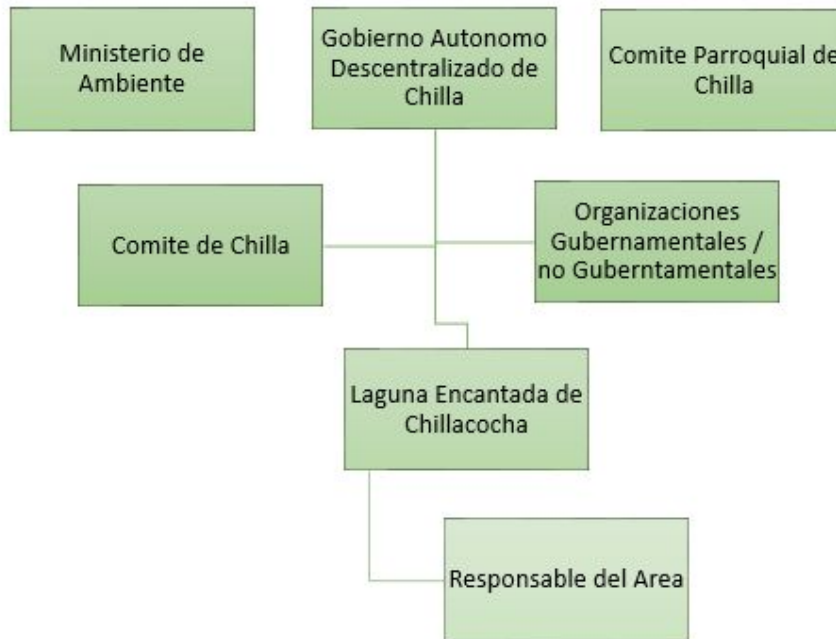 Ministerio de
Ambiente
Gobierno Autonomo
Descentralizado de
Chilla
Comite Parroquial de
Chilla
Comite de Chilla
Organizaciones
Gubernamentales /
no Guberntamentales
Laguna Encantada de
Chillacocha
Responsable del Area